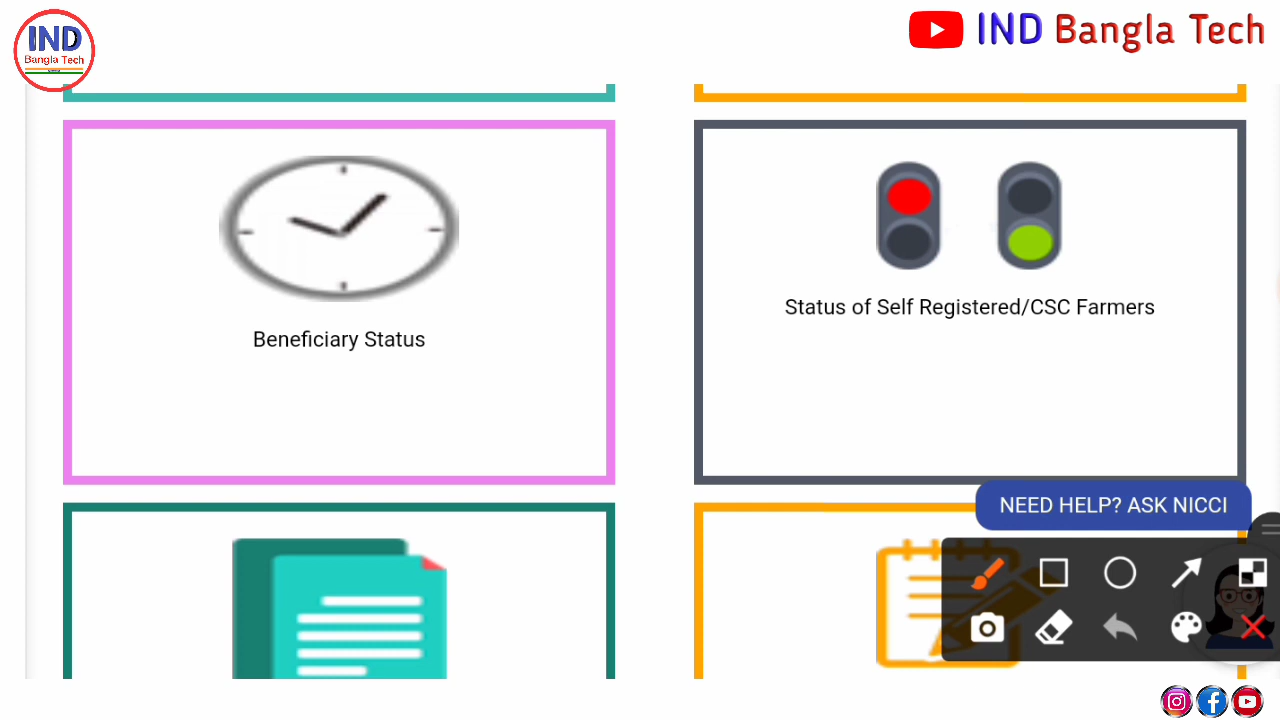 IND
Bangla Tech
IND Bangla Tech
Beneficiary Status
Status of Self Registered/CSC Farmers
NEED HELP? ASK NICCI